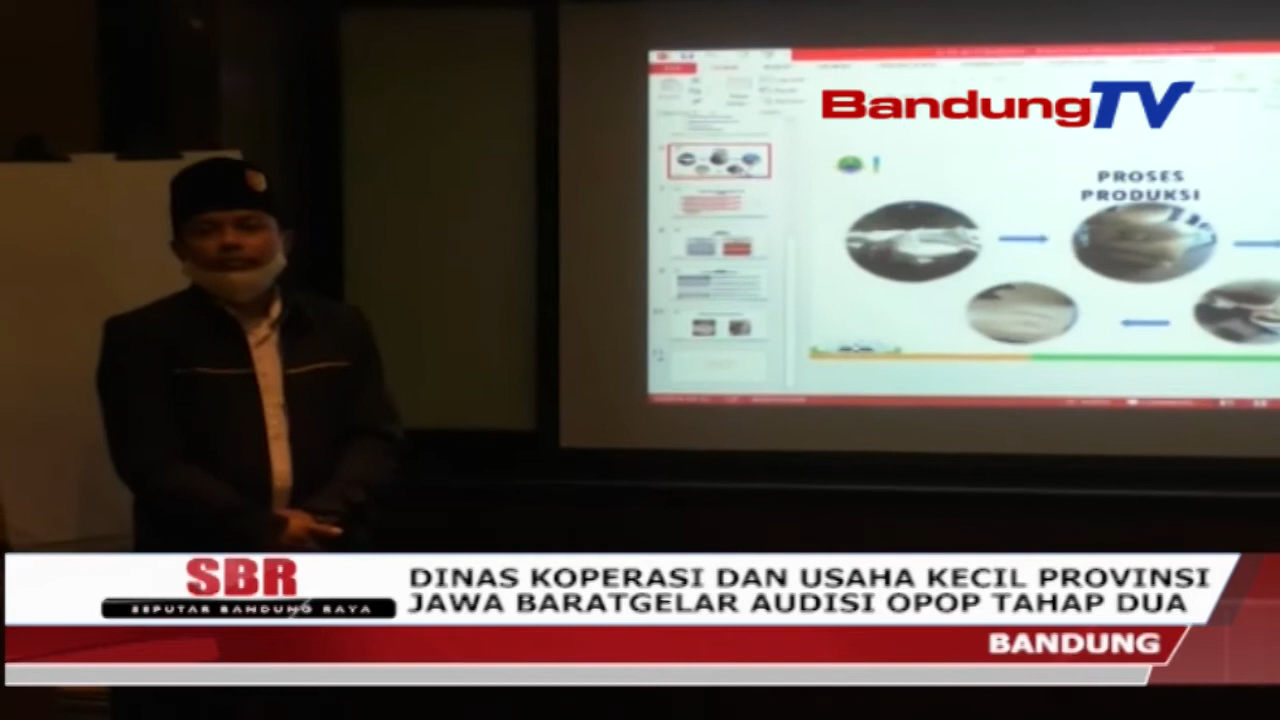 BandungTV
PROSES
PRODUKSI
SBR
SEPUTAR BANDUNG RAYA
DINAS KOPERASI DAN USAHA KECIL PROVINSI
JAWA BARATGELAR AUDISI OPOP TAHAP DUA
BANDUNG